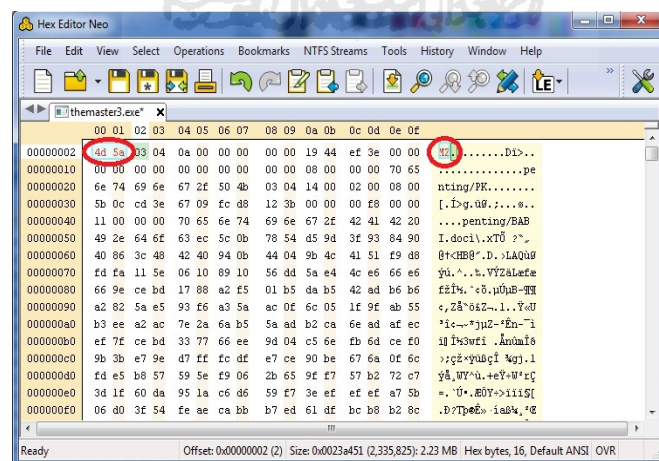 Hex Editor Neo
File Edit View Select Operations Bookmarks NTFS Streams Tools History Window Help
themaster3.exe*
00 01 02 03 04 05 06 07 08 09 0a 0b 0c 0d 0e 0f
00000002 4d 5a 03 04 0a 00 00 00 00 00 19 44 ef 3e 00 00
00000010 00 00 00 00 00 00 00 00 00 00 08 00 00 00 70 65 ..............pe
00000020 6e 74 69 6e 67 2f 50 4b 03 04 14 00 02 00 08 00 nting/PK........
00000030 5b 0c cd 3e 67 09 fc d8 12 3b 00 00 00 f8 00 00
00000040 11 00 00 00 70 65 6e 74 69 6e 67 2f 42 41 42 20 ....penting/BAB
00000050 49 2e 64 6f 63 ec 5c 0b 78 54 d5 9d 3f 93 84 90
00000060 40 86 3c 48 42 40 94 0b 44 04 9b 4c 41 51 f9 d8
00000070 fd fa 11 5e 06 10 89 10 56 dd 5a e4 4c e6 66 e6
00000080 66 9e ce bd 17 88 a2 f5 01 b5 da b5 42 ad b6 b6
00000090 a2 82 5a e5 93 f6 a3 5a ac 0f 6c 05 1f 9f ab 55
000000a0 b3 ee a2 ac 7e 2a 6a b5 5a ad b2 ca 6e ad af ec
000000b0 ef 7f ce bd 33 77 66 ee 9d 04 c5 6e fb 6d ce f0
000000c0 9b 3b e7 9e d7 ff fc df e7 ce 90 be 67 6a 0f 6c
000000d0 fd e5 b8 57 59 5e f9 06 2b 65 9f f7 57 b2 72 c7
000000e0 3d 1f 60 da 95 1a c6 d6 59 f7 3e ef ef ef a7 5b
000000f0 06 d0 3f 54 fe ae ca bb b7 ed 61 df bc b8 b2 8c
Ready Offset: 0x00000002 (2) Size: 0x0023a451 (2,335,825): 2.23 MB Hex bytes, 16, Default ANSI OVR